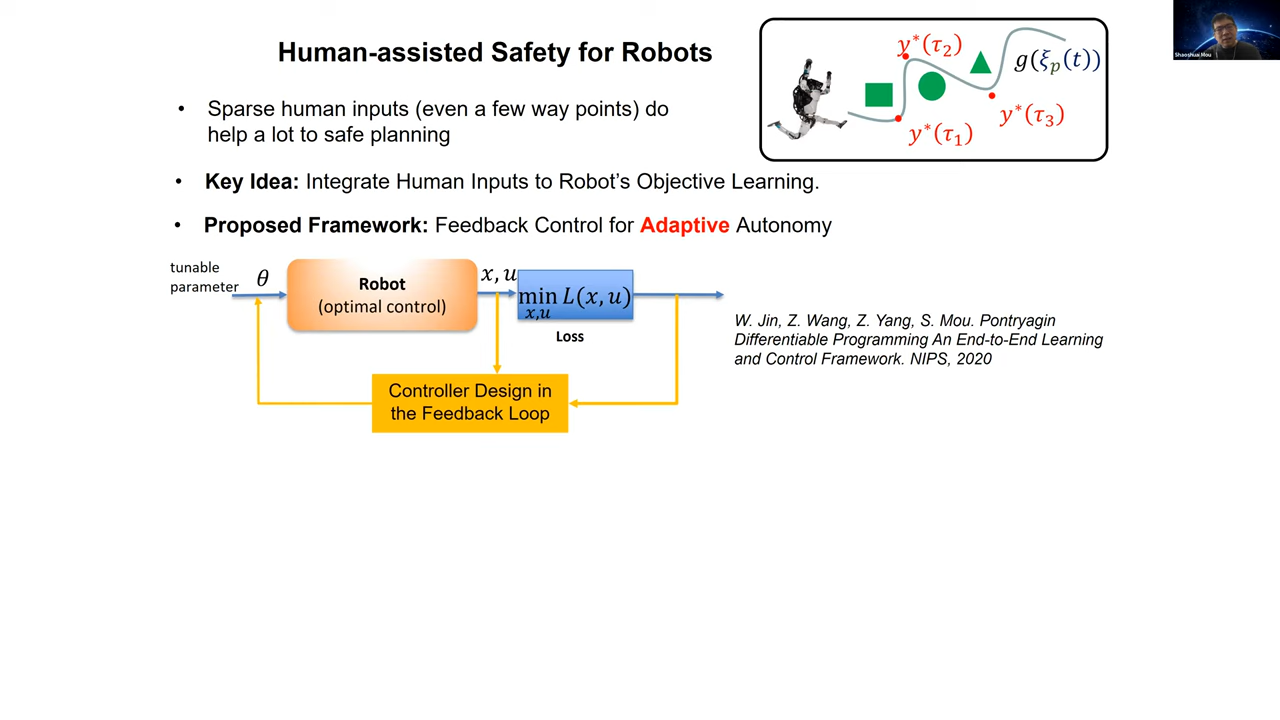 Human-assisted Safety for Robots
• Sparse human inputs (even a few way points) do
help a lot to safe planning
y*(τ₂)
g(ξₚ(t))
y*(τ₁)
y*(τ₃)
Shaoshuai Mou
• Key Idea: Integrate Human Inputs to Robot's Objective Learning.
• Proposed Framework: Feedback Control for Adaptive Autonomy
tunable
parameter
θ
Robot
(optimal control)
x, u
min L(x, u)
x,u
Loss
Controller Design in
the Feedback Loop
W. Jin, Z. Wang, Z. Yang, S. Mou. Pontryagin
Differentiable Programming An End-to-End Learning
and Control Framework. NIPS, 2020